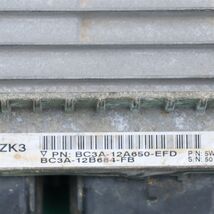 ZK3
▽ PN: BC3A-12A650-EFD
BC3A-12B684-FB
P/N: 5W
S/N: 50